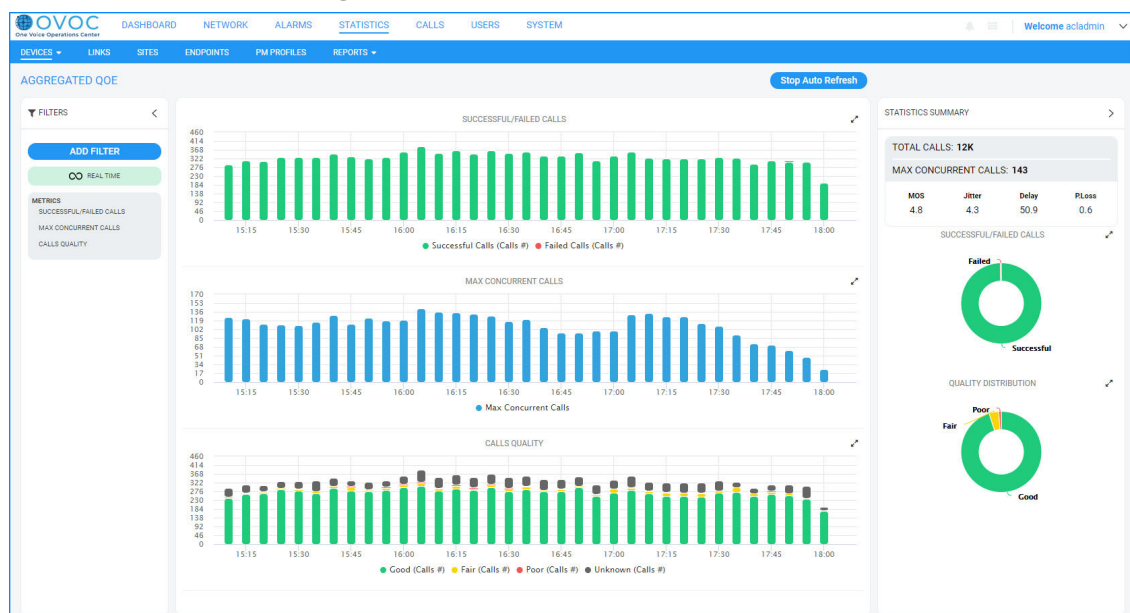 OVOC
One Voice Operations Center
DASHBOARD NETWORK ALARMS STATISTICS CALLS USERS SYSTEM
Welcome acladmin
DEVICES LINKS SITES ENDPOINTS PM PROFILES REPORTS
AGGREGATED QOE
Stop Auto Refresh
FILTERS
ADD FILTER
REAL TIME
METRICS
SUCCESSFUL/FAILED CALLS
MAX CONCURRENT CALLS
CALLS QUALITY
SUCCESSFUL/FAILED CALLS
460
414
368
322
276
230
184
138
92
46
0
15:15 15:30 15:45 16:00 16:15 16:30 16:45 17:00 17:15 17:30 17:45 18:00
Successful Calls (Calls #) Failed Calls (Calls #)
MAX CONCURRENT CALLS
170
153
136
119
102
85
68
51
34
17
0
15:15 15:30 15:45 16:00 16:15 16:30 16:45 17:00 17:15 17:30 17:45 18:00
Max Concurrent Calls
CALLS QUALITY
460
414
368
322
276
230
184
138
92
46
0
15:15 15:30 15:45 16:00 16:15 16:30 16:45 17:00 17:15 17:30 17:45 18:00
Good (Calls #) Fair (Calls #) Poor (Calls #) Unknown (Calls #)
STATISTICS SUMMARY
TOTAL CALLS: 12K
MAX CONCURRENT CALLS: 143
MOS Jitter Delay P.Loss
4.8 4.3 50.9 0.6
SUCCESSFUL/FAILED CALLS
Failed
Successful
QUALITY DISTRIBUTION
Poor
Fair
Good